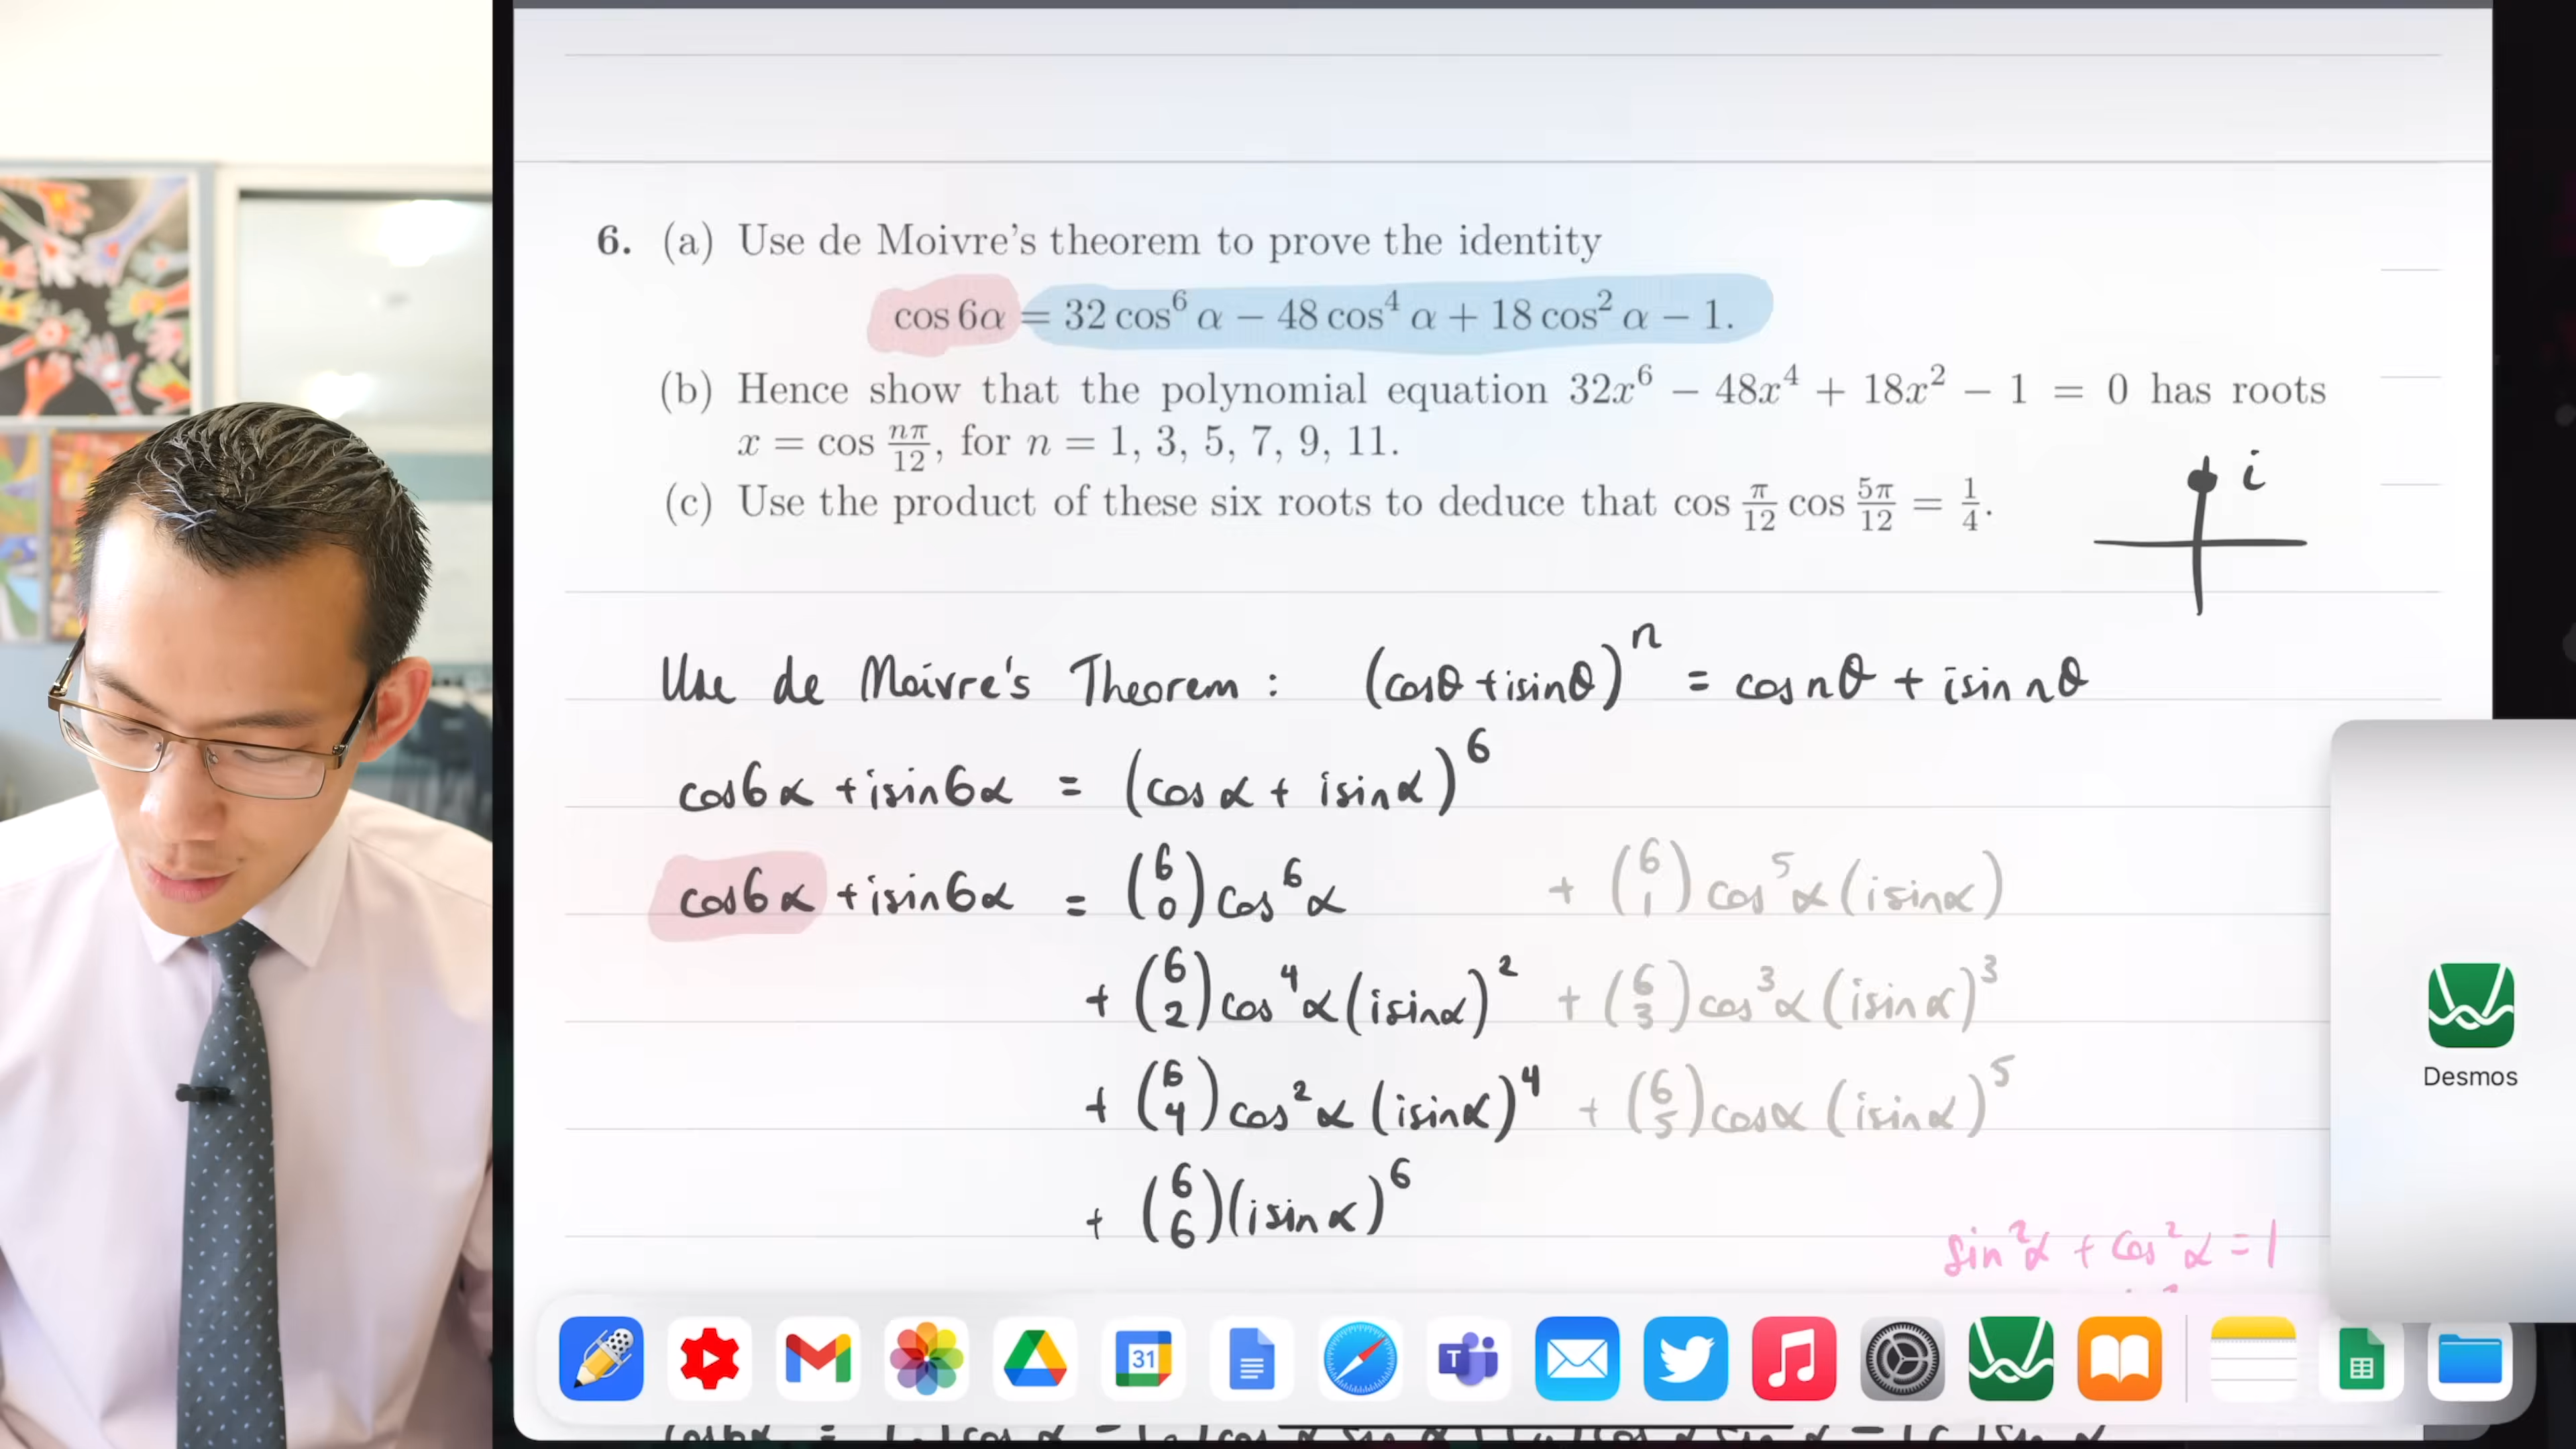 6. (a) Use de Moivre's theorem to prove the identity
cos 6α = 32 cos⁶ α − 48 cos⁴ α + 18 cos² α − 1.
(b) Hence show that the polynomial equation 32x⁶ − 48x⁴ + 18x² − 1 = 0 has roots
x = cos nπ/12, for n = 1, 3, 5, 7, 9, 11.
(c) Use the product of these six roots to deduce that cos π/12 cos 5π/12 = 1/4.
i
Use de Moivre's Theorem : (cosθ + isinθ)ⁿ = cos nθ + isin nθ
cos6α + isin6α = (cos α + isinα)⁶
cos6α + isin6α = (6 0) cos⁶α + (6 1) cos⁵α (isinα)
+ (6 2) cos⁴α (isinα)² + (6 3) cos³α (isinα)³
+ (6 4) cos²α (isinα)⁴ + (6 5) cosα (isinα)⁵
+ (6 6) (isinα)⁶
sin²α + cos²α = 1
Desmos
31
T